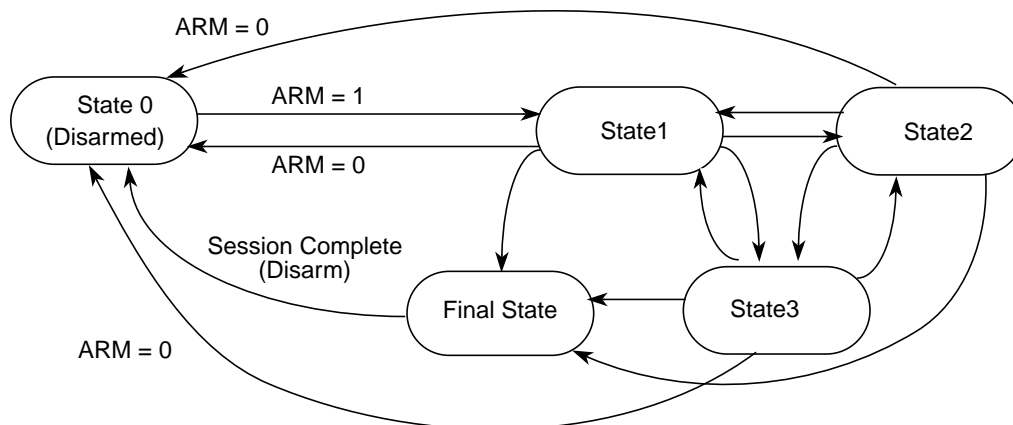 ARM = 0
State 0
(Disarmed)
ARM = 1
ARM = 0
State1
State2
Session Complete
(Disarm)
Final State
State3
ARM = 0